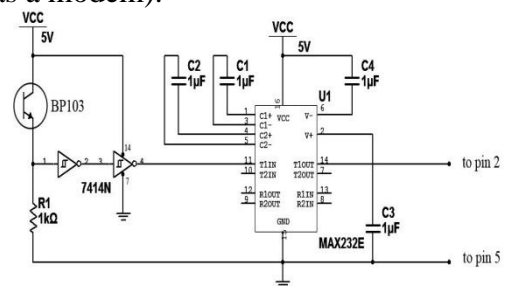 as a modem).
VCC
5V
BP103
R1
1kΩ
2
3
14
4
7
7414N
C2
1µF
C1
1µF
VCC
5V
C4
1µF
U1
16
1
3
4
5
C1+
C1-
C2+
C2-
VCC
V-
V+
6
2
11
10
T1IN
T2IN
T1OUT
T2OUT
14
7
12
9
R1OUT
R2OUT
R1IN
R2IN
13
8
GND
15
MAX232E
C3
1µF
to pin 2
to pin 5